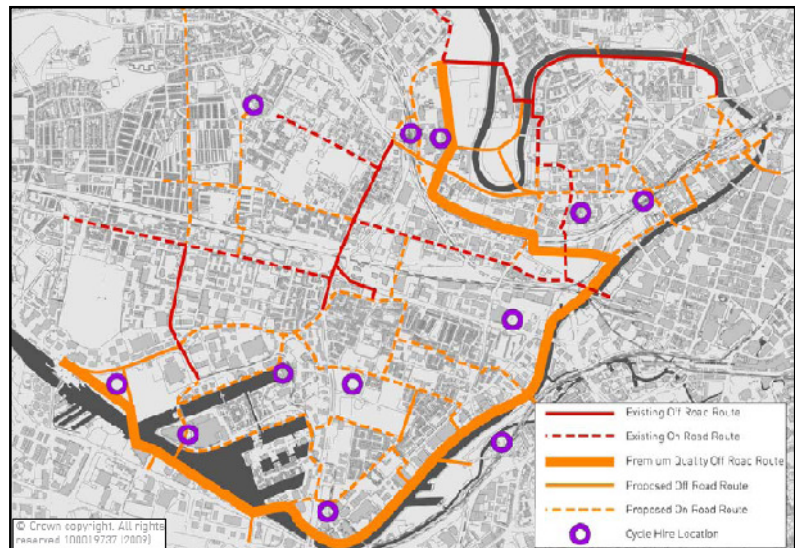 Existing Off Road Route
Existing On Road Route
Premium Quality Off Road Route
Proposed Off Road Route
Proposed On Road Route
Cycle Hire Location
© Crown copyright. All rights
reserved 100019737 (2009)